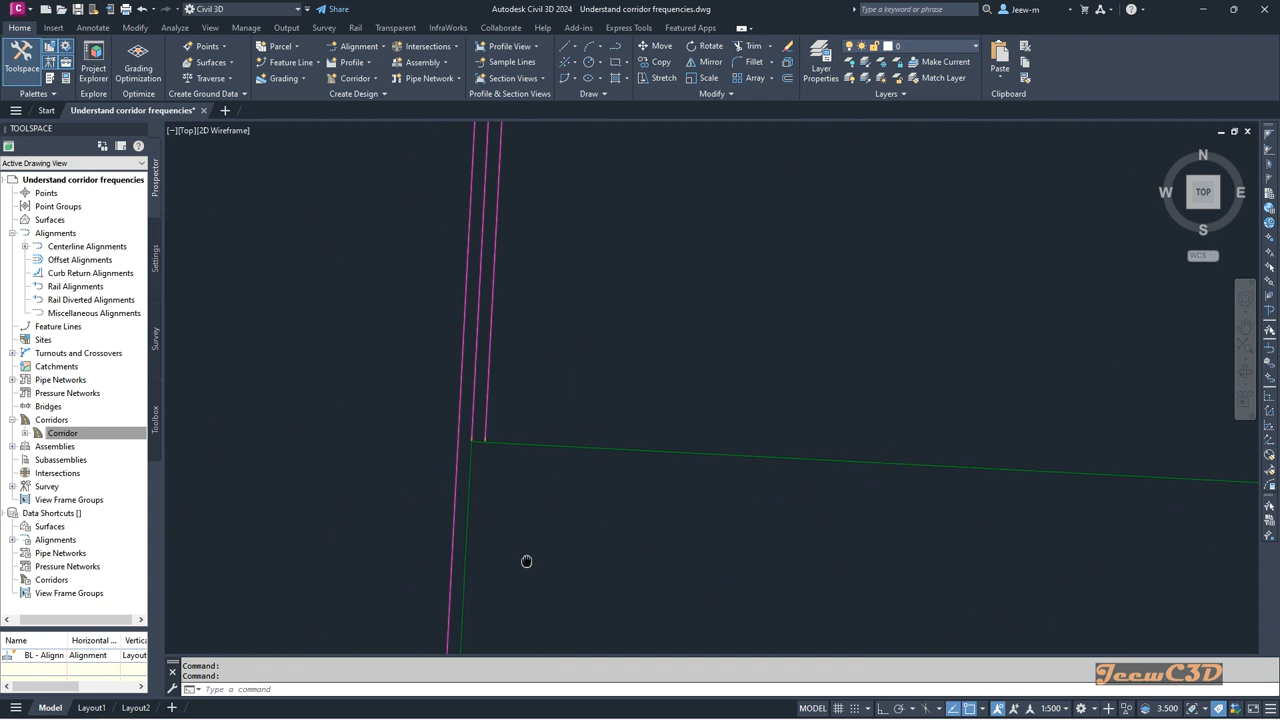 C
Civil 3D
Share
Autodesk Civil 3D 2024 Understand corridor frequencies.dwg
Type a keyword or phrase
Jeew-m
Home Insert Annotate Modify Analyze View Manage Output Survey Rail Transparent InfraWorks Collaborate Help Add-ins Express Tools Featured Apps
Toolspace
Project
Explorer
Grading
Optimization
Points
Surfaces
Traverse
Parcel
Feature Line
Grading
Alignment
Profile
Corridor
Intersections
Assembly
Pipe Network
Profile View
Sample Lines
Section Views
Move
Copy
Stretch
Rotate
Mirror
Scale
Trim
Fillet
Array
Layer
Properties
0
Make Current
Match Layer
Paste
Palettes Explore Optimize Create Ground Data Create Design Profile & Section Views Draw Modify Layers Clipboard
Start
Understand corridor frequencies*
TOOLSPACE
Active Drawing View
Understand corridor frequencies
Points
Point Groups
Surfaces
Alignments
Centerline Alignments
Offset Alignments
Curb Return Alignments
Rail Alignments
Rail Diverted Alignments
Miscellaneous Alignments
Feature Lines
Sites
Turnouts and Crossovers
Catchments
Pipe Networks
Pressure Networks
Bridges
Corridors
Corridor
Assemblies
Subassemblies
Intersections
Survey
View Frame Groups
Data Shortcuts []
Surfaces
Alignments
Pipe Networks
Pressure Networks
Corridors
View Frame Groups
Prospector
Settings
Survey
Toolbox
Name Horizontal ... Vertica
BL - Alignn Alignment Layout
[−][Top][2D Wireframe]
N
W TOP E
S
WCS
Command:
Command:
Type a command
JeewC3D
Model Layout1 Layout2
MODEL
1:500
3.500